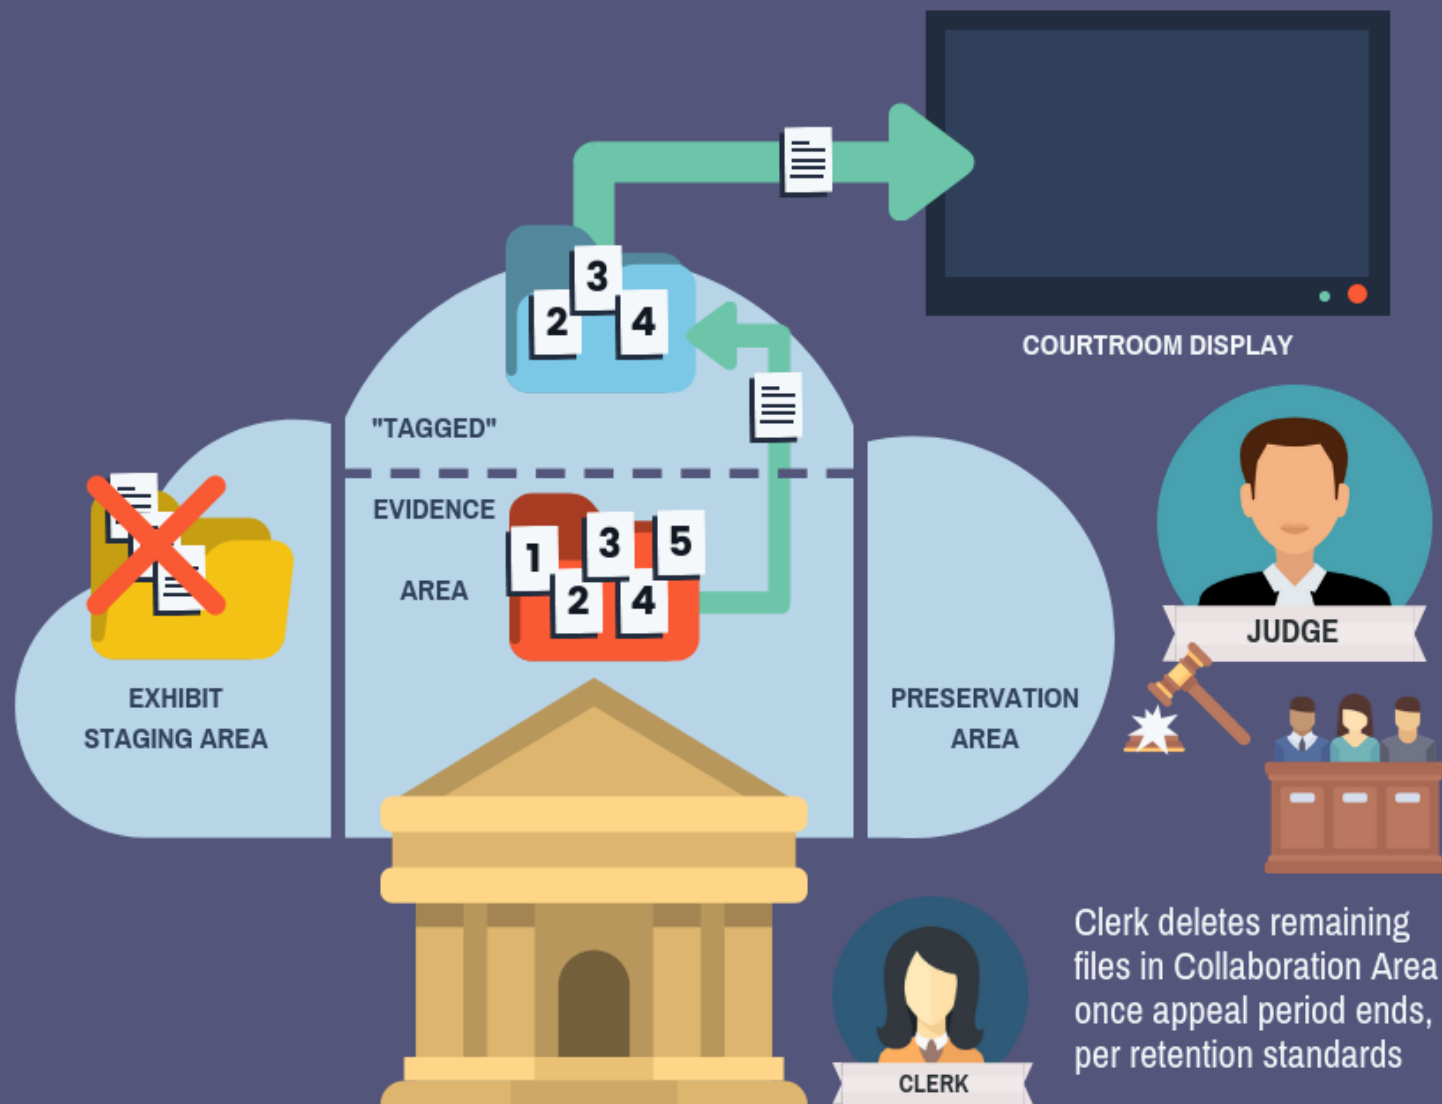 3
2
4
COURTROOM DISPLAY
"TAGGED"
EVIDENCE
AREA
1
3
5
2
4
EXHIBIT
STAGING AREA
PRESERVATION
AREA
JUDGE
Clerk deletes remaining
files in Collaboration Area
once appeal period ends,
per retention standards
CLERK